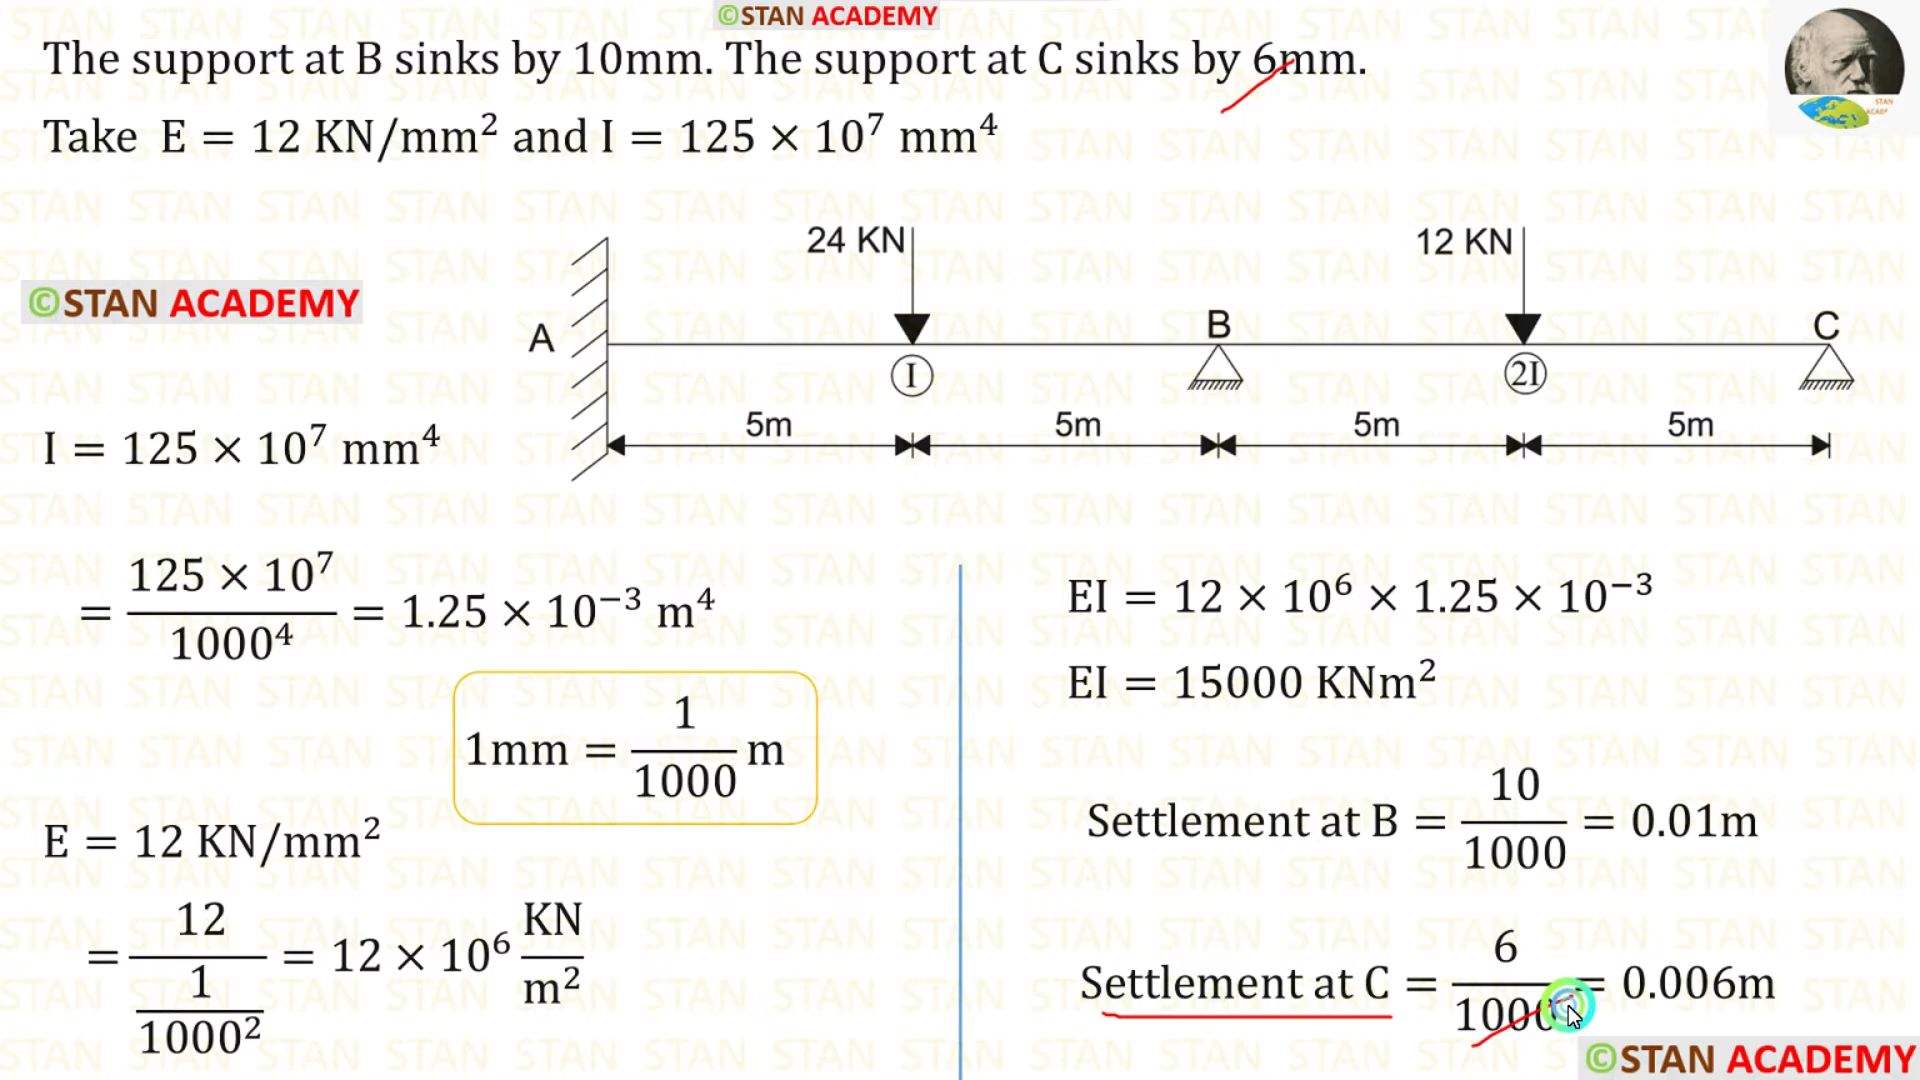 ©STAN ACADEMY
The support at B sinks by 10mm. The support at C sinks by 6mm.
Take E = 12 KN/mm² and I = 125 × 10⁷ mm⁴
STAN
ACADEMY
24 KN
12 KN
©STAN ACADEMY
A
B
C
I
2I
5m 5m 5m 5m
I = 125 × 10⁷ mm⁴
= 125 × 10⁷ / 1000⁴ = 1.25 × 10⁻³ m⁴
1mm = 1/1000 m
E = 12 KN/mm²
= 12 / (1/1000²) = 12 × 10⁶ KN/m²
EI = 12 × 10⁶ × 1.25 × 10⁻³
EI = 15000 KNm²
Settlement at B = 10/1000 = 0.01m
Settlement at C = 6/1000 = 0.006m
©STAN ACADEMY